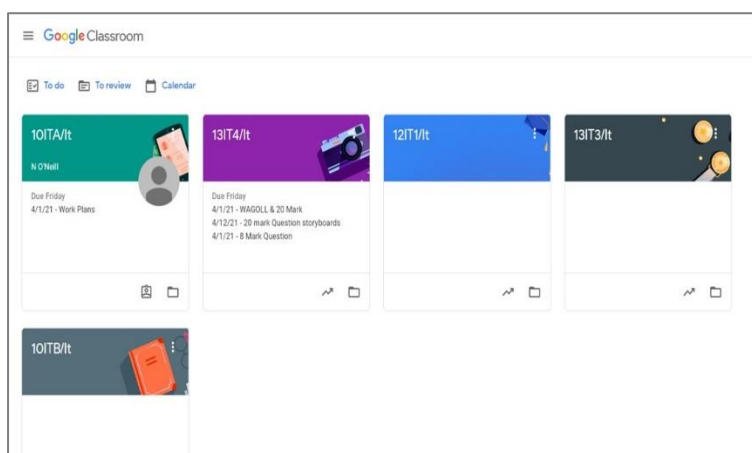 Google Classroom
To do To review Calendar
10ITA/It
N O'Neill
Due Friday
4/1/21 - Work Plans
13IT4/It
Due Friday
4/1/21 - WAGOLL & 20 Mark
4/12/21 - 20 mark Question storyboards
4/1/21 - 8 Mark Question
12IT1/It
13IT3/It
10ITB/It